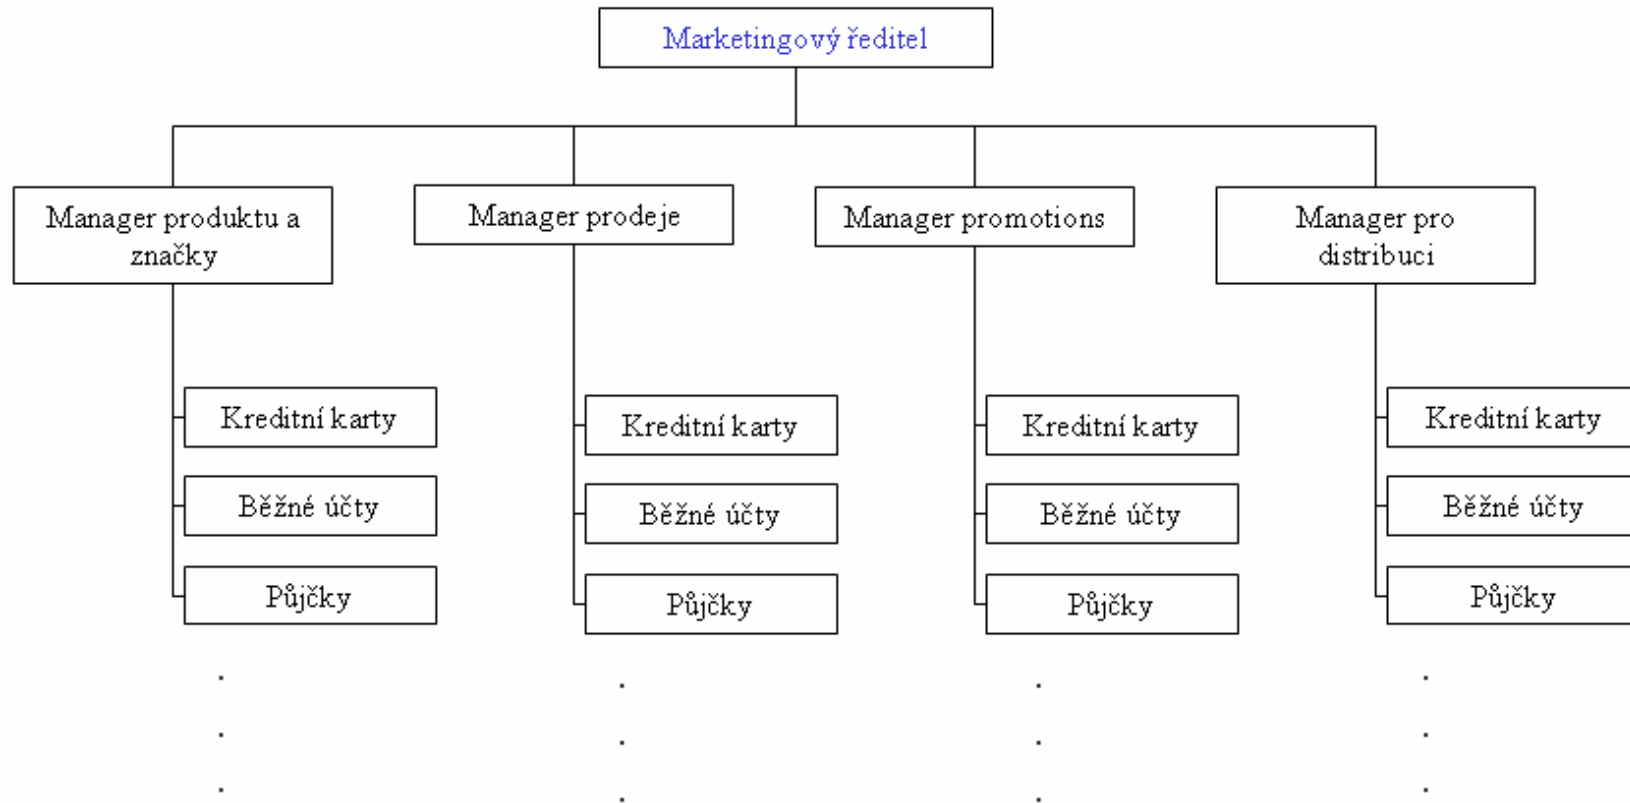 Marketingový ředitel
Manager produktu a
značky
Manager prodeje
Manager promotions
Manager pro
distribuci
Kreditní karty
Běžné účty
Půjčky
Kreditní karty
Běžné účty
Půjčky
Kreditní karty
Běžné účty
Půjčky
Kreditní karty
Běžné účty
Půjčky